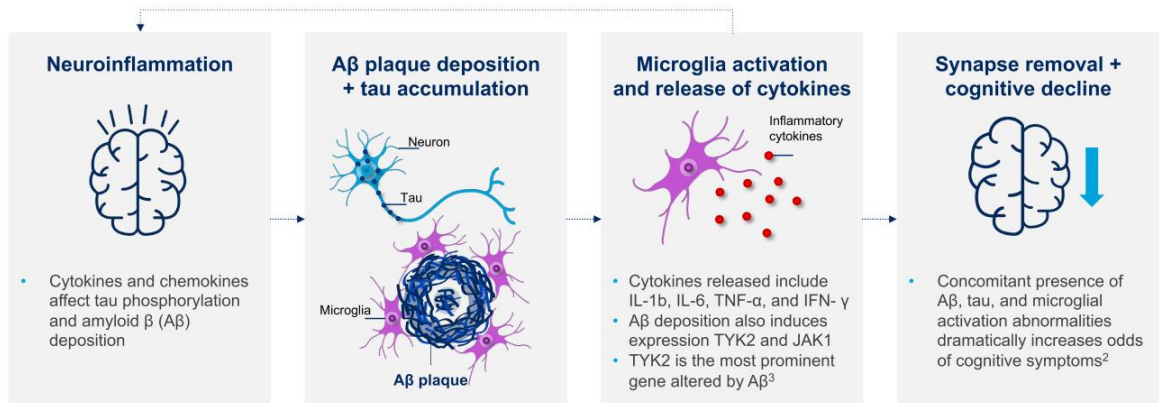 Neuroinflammation
• Cytokines and chemokines
affect tau phosphorylation
and amyloid β (Aβ)
deposition
Aβ plaque deposition
+ tau accumulation
Neuron
Tau
Microglia
Aβ plaque
Microglia activation
and release of cytokines
Inflammatory
cytokines
• Cytokines released include
IL-1b, IL-6, TNF-α, and IFN- γ
• Aβ deposition also induces
expression TYK2 and JAK1
• TYK2 is the most prominent
gene altered by Aβ³
Synapse removal +
cognitive decline
• Concomitant presence of
Aβ, tau, and microglial
activation abnormalities
dramatically increases odds
of cognitive symptoms²